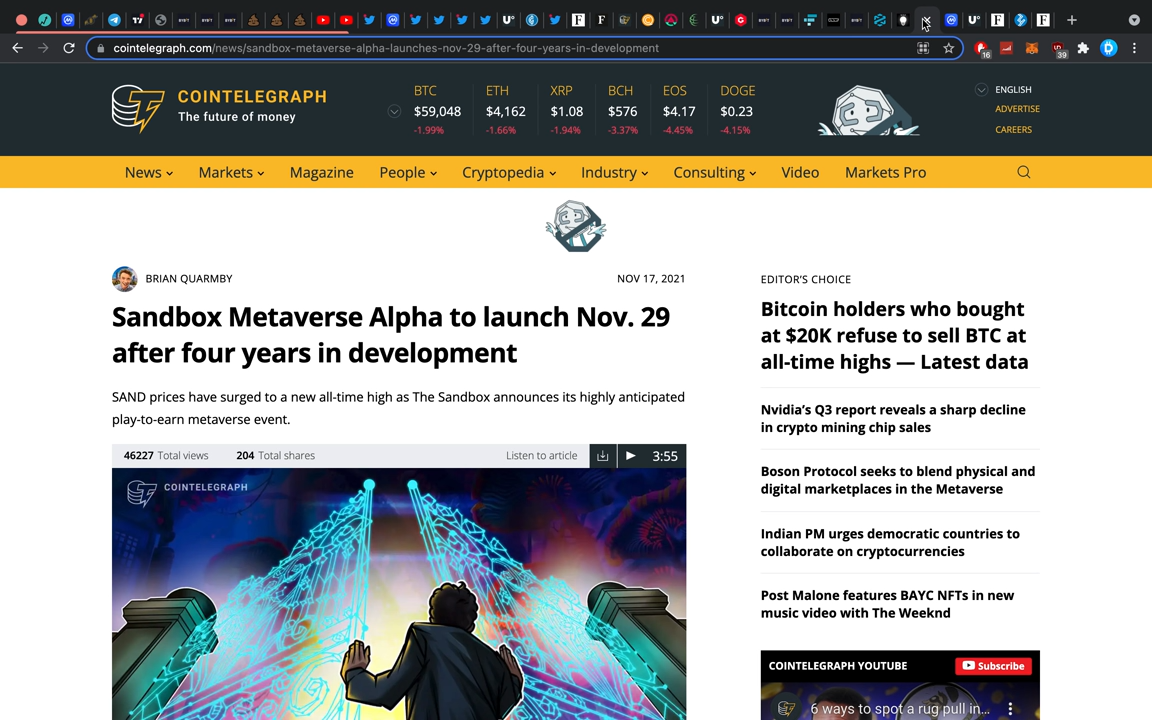 cointelegraph.com/news/sandbox-metaverse-alpha-launches-nov-29-after-four-years-in-development
16
39
COINTELEGRAPH
The future of money
BTC ETH XRP BCH EOS DOGE
$59,048 $4,162 $1.08 $576 $4.17 $0.23
-1.99% -1.66% -1.94% -3.37% -4.45% -4.15%
ENGLISH
ADVERTISE
CAREERS
News Markets Magazine People Cryptopedia Industry Consulting Video Markets Pro
BRIAN QUARMBY NOV 17, 2021
Sandbox Metaverse Alpha to launch Nov. 29
after four years in development
SAND prices have surged to a new all-time high as The Sandbox announces its highly anticipated
play-to-earn metaverse event.
46227 Total views 204 Total shares Listen to article 3:55
COINTELEGRAPH
EDITOR'S CHOICE
Bitcoin holders who bought
at $20K refuse to sell BTC at
all-time highs — Latest data
Nvidia's Q3 report reveals a sharp decline
in crypto mining chip sales
Boson Protocol seeks to blend physical and
digital marketplaces in the Metaverse
Indian PM urges democratic countries to
collaborate on cryptocurrencies
Post Malone features BAYC NFTs in new
music video with The Weeknd
COINTELEGRAPH YOUTUBE Subscribe
6 ways to spot a rug pull in...